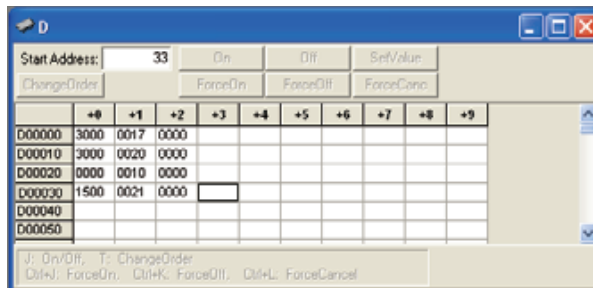 D
Start Address: 33 On Off SetValue
ChangeOrder ForceOn ForceOff ForceCanc
+0 +1 +2 +3 +4 +5 +6 +7 +8 +9
D00000 3000 0017 0000
D00010 3000 0020 0000
D00020 0000 0010 0000
D00030 1500 0021 0000
D00040
D00050
J: On/Off, T: ChangeOrder
Ctrl+J: ForceOn, Ctrl+K: ForceOff, Ctrl+L: ForceCancel